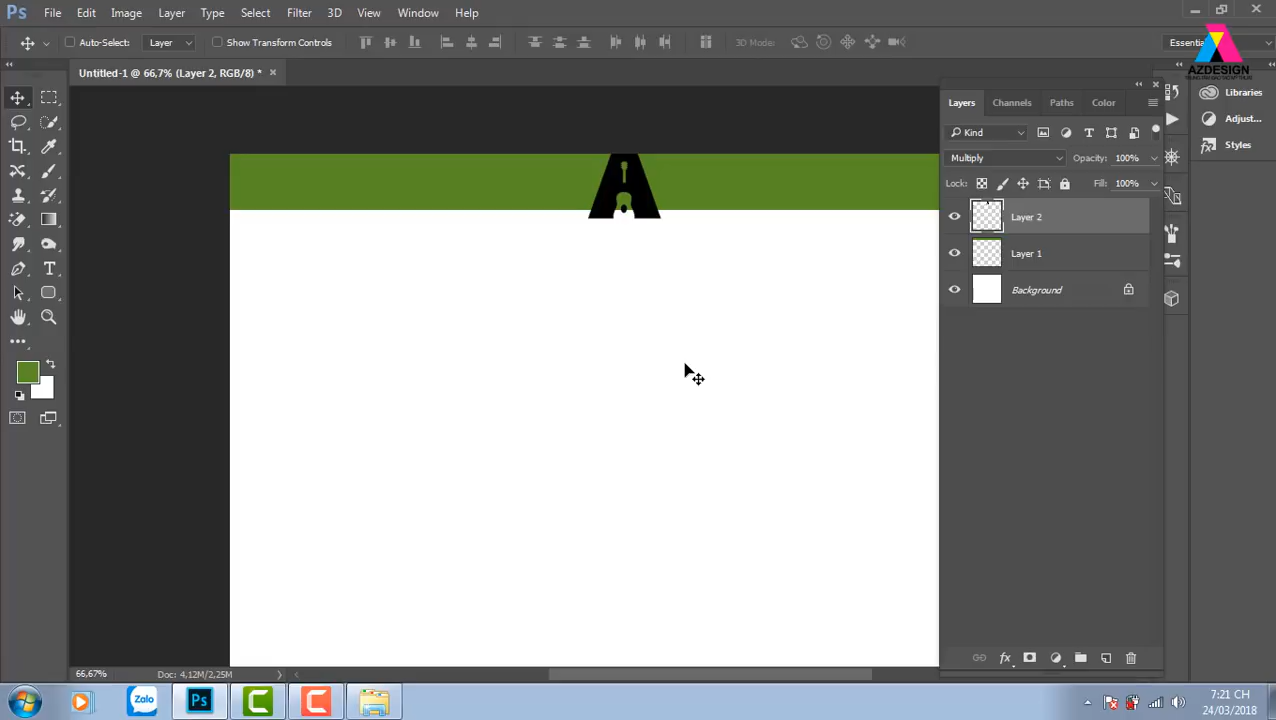 Ps File Edit Image Layer Type Select Filter 3D View Window Help
Auto-Select: Layer Show Transform Controls 3D Mode: Essentia
AZDESIGN
Untitled-1 @ 66,7% (Layer 2, RGB/8) * ×
Layers Channels Paths Color
Libraries
Kind
Adjust...
Styles
Multiply Opacity: 100%
Lock: Fill: 100%
A
Layer 2
Layer 1
Background
T
fx
66,67% Doc: 4,12M/2,25M
Zalo Ps
7:21 CH
24/03/2018